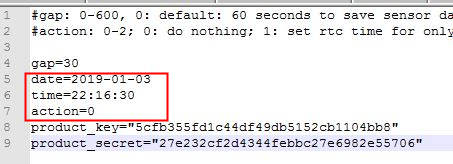 1 #gap: 0-600, 0: default: 60 seconds to save sensor da
2 #action: 0-2; 0: do nothing; 1: set rtc time for only
3
4 gap=30
5 date=2019-01-03
6 time=22:16:30
7 action=0
8 product_key="5cfb355fd1c44df49db5152cb1104bb8"
9 product_secret="27e232cf2d4344febbc27e6982e55706"